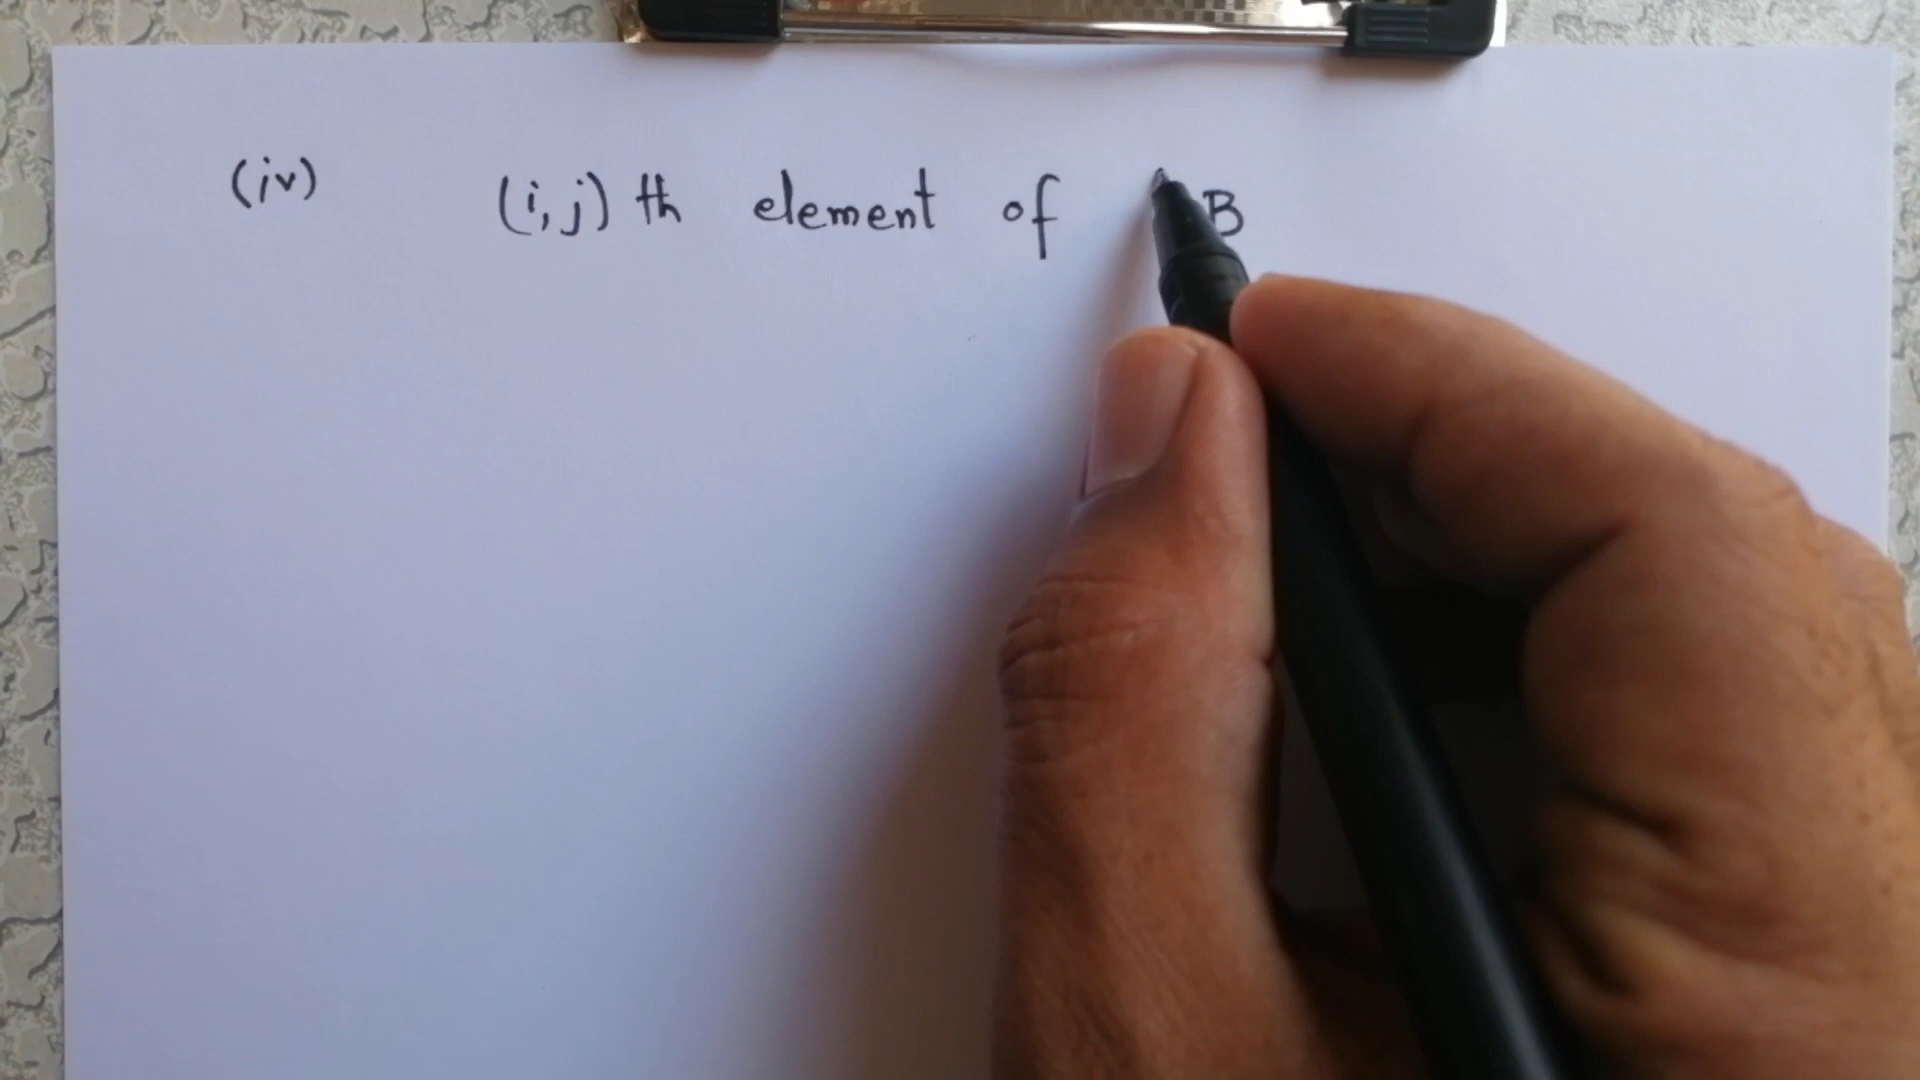 (iv) (i,j) th element of B